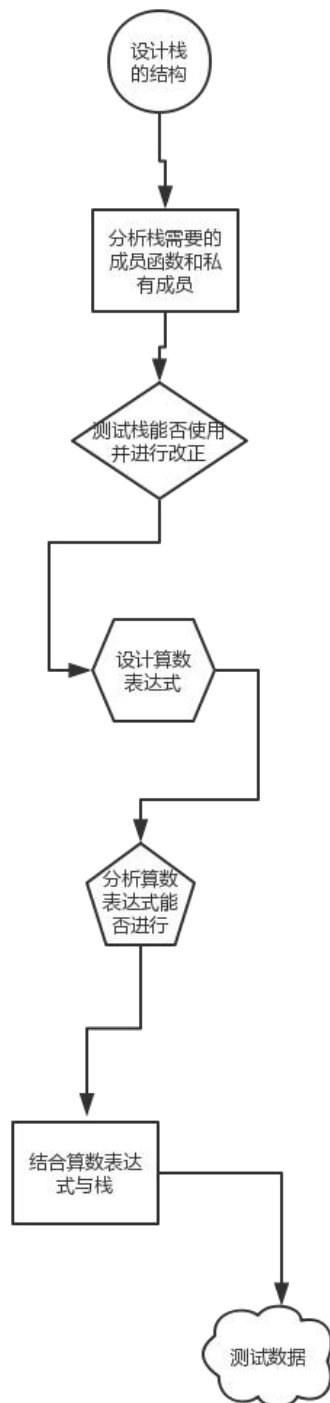 设计栈
的结构
分析栈需要的
成员函数和私
有成员
测试栈能否使用
并进行改正
设计算数
表达式
分析算数
表达式能
否进行
结合算数表达
式与栈
测试数据